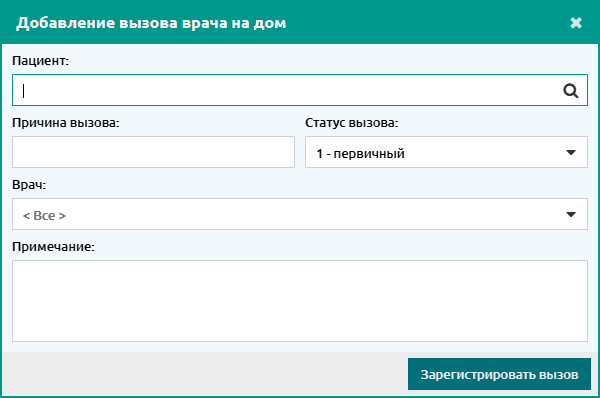 Добавление вызова врача на дом
Пациент:
Причина вызова: Статус вызова:
1 - первичный
Врач:
< Все >
Примечание:
Зарегистрировать вызов